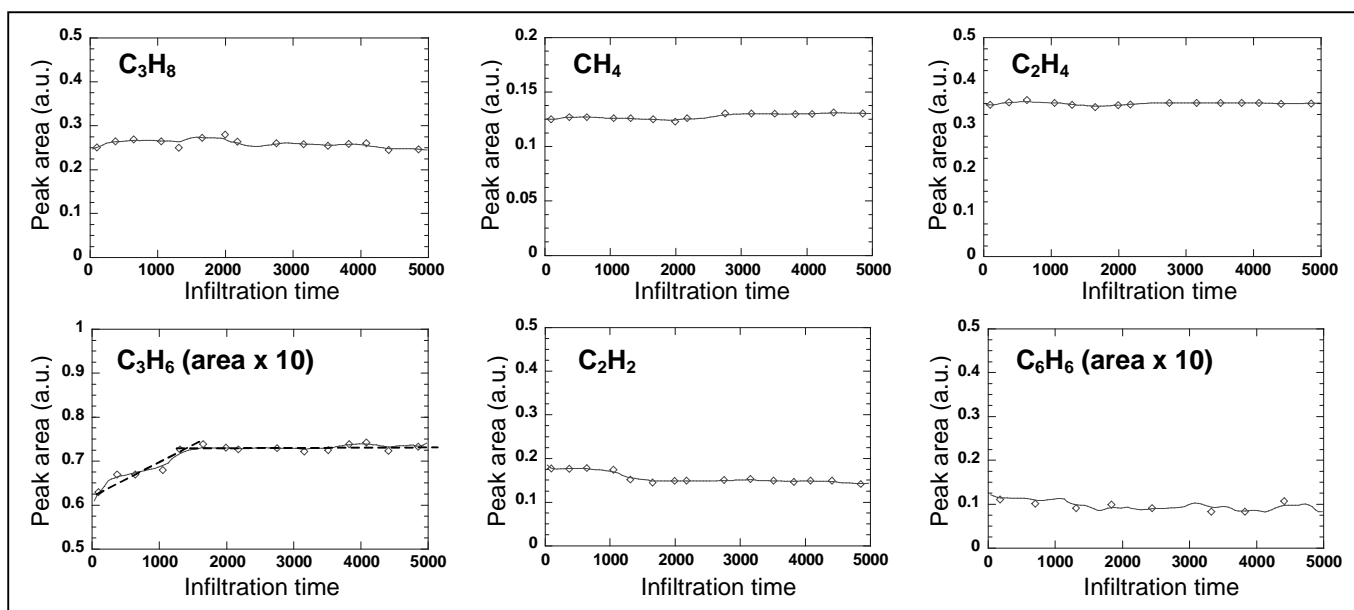 C₃H₈
Peak area (a.u.)
0.5
0.4
0.3
0.2
0.1
0
0 1000 2000 3000 4000 5000
Infiltration time
CH₄
Peak area (a.u.)
0.2
0.15
0.1
0.05
0
0 1000 2000 3000 4000 5000
Infiltration time
C₂H₄
Peak area (a.u.)
0.5
0.4
0.3
0.2
0.1
0
0 1000 2000 3000 4000 5000
Infiltration time
C₃H₆ (area x 10)
Peak area (a.u.)
1
0.9
0.8
0.7
0.6
0.5
0 1000 2000 3000 4000 5000
Infiltration time
C₂H₂
Peak area (a.u.)
0.5
0.4
0.3
0.2
0.1
0
0 1000 2000 3000 4000 5000
Infiltration time
C₆H₆ (area x 10)
Peak area (a.u.)
0.5
0.4
0.3
0.2
0.1
0
0 1000 2000 3000 4000 5000
Infiltration time